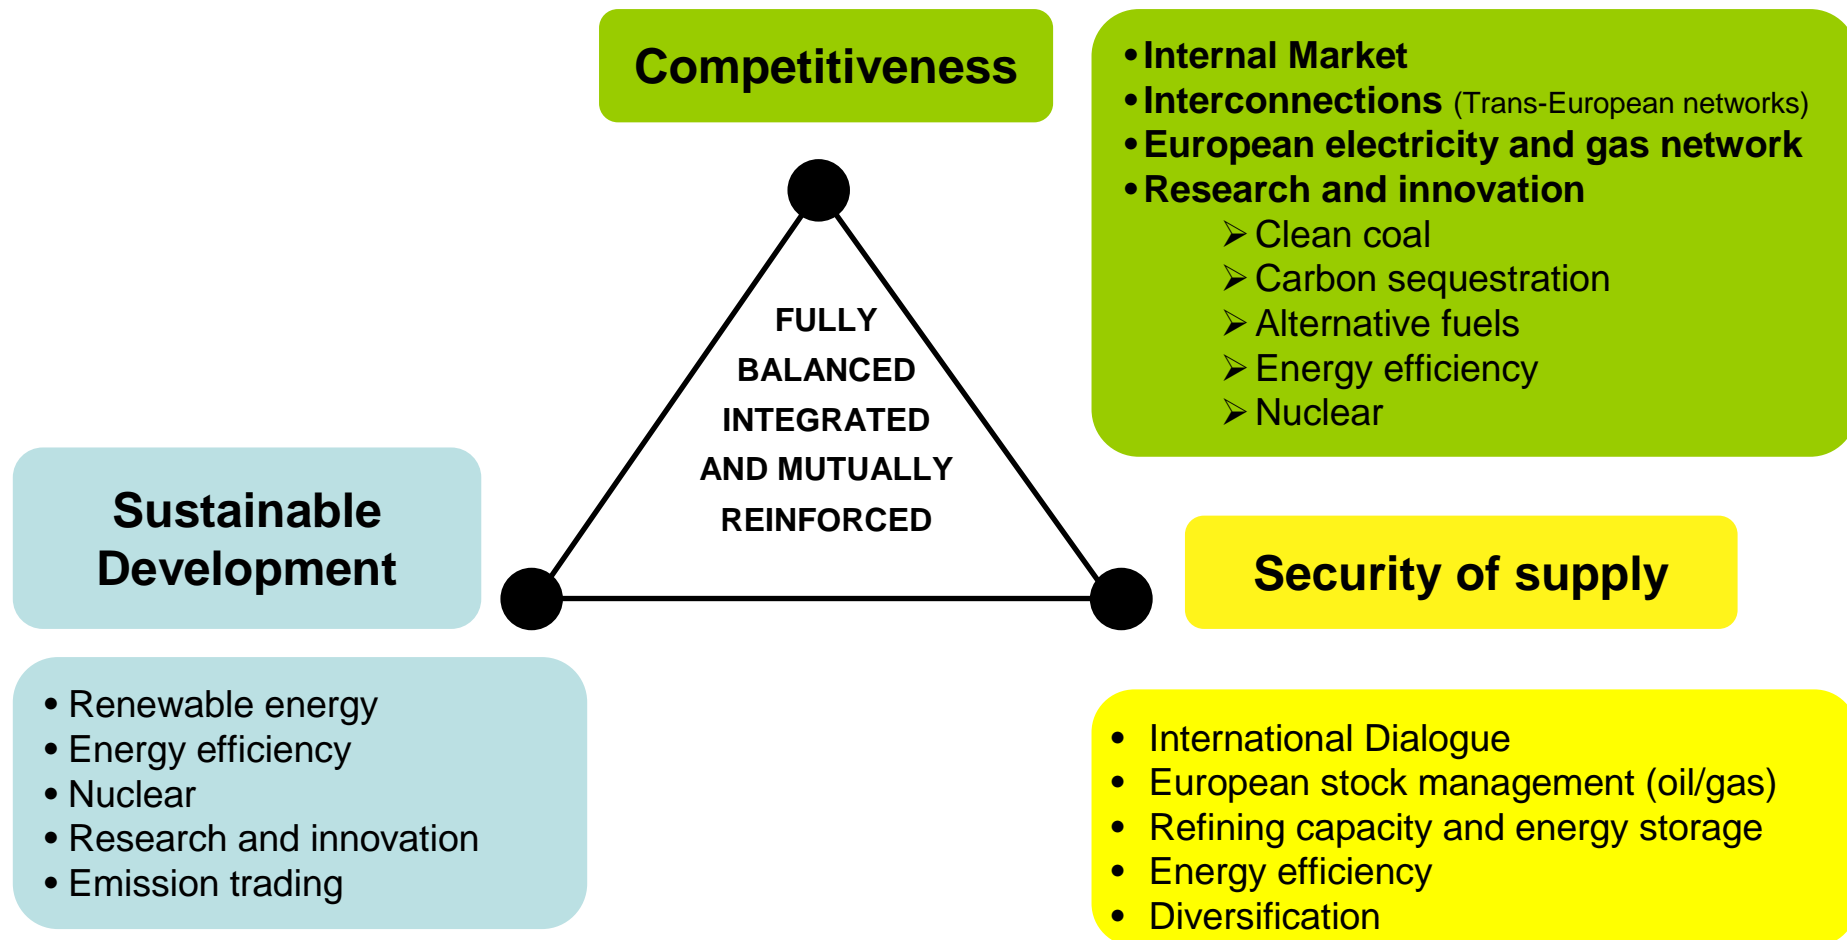 Competitiveness
• Internal Market
• Interconnections (Trans-European networks)
• European electricity and gas network
• Research and innovation
➢ Clean coal
➢ Carbon sequestration
➢ Alternative fuels
➢ Energy efficiency
➢ Nuclear
FULLY
BALANCED
INTEGRATED
AND MUTUALLY
REINFORCED
Sustainable
Development
Security of supply
• Renewable energy
• Energy efficiency
• Nuclear
• Research and innovation
• Emission trading
• International Dialogue
• European stock management (oil/gas)
• Refining capacity and energy storage
• Energy efficiency
• Diversification